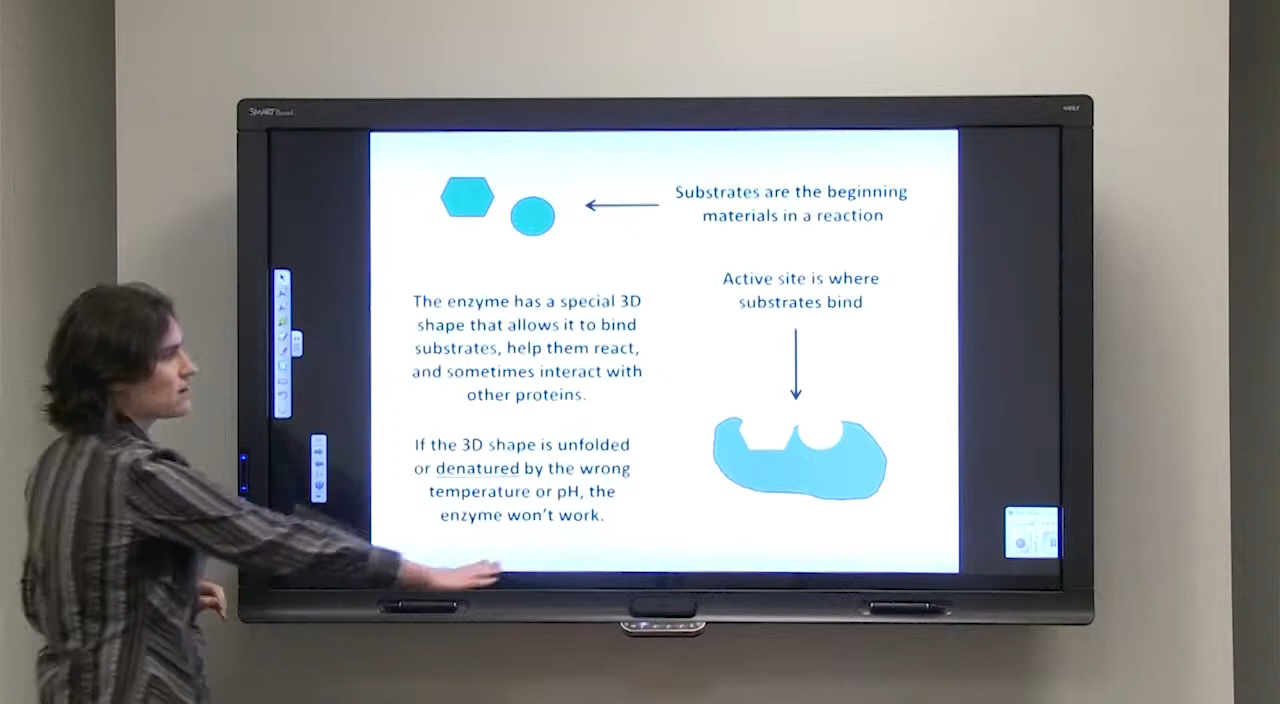 SMART Board
Substrates are the beginning
materials in a reaction
Active site is where
substrates bind
The enzyme has a special 3D
shape that allows it to bind
substrates, help them react,
and sometimes interact with
other proteins.
If the 3D shape is unfolded
or denatured by the wrong
temperature or pH, the
enzyme won't work.